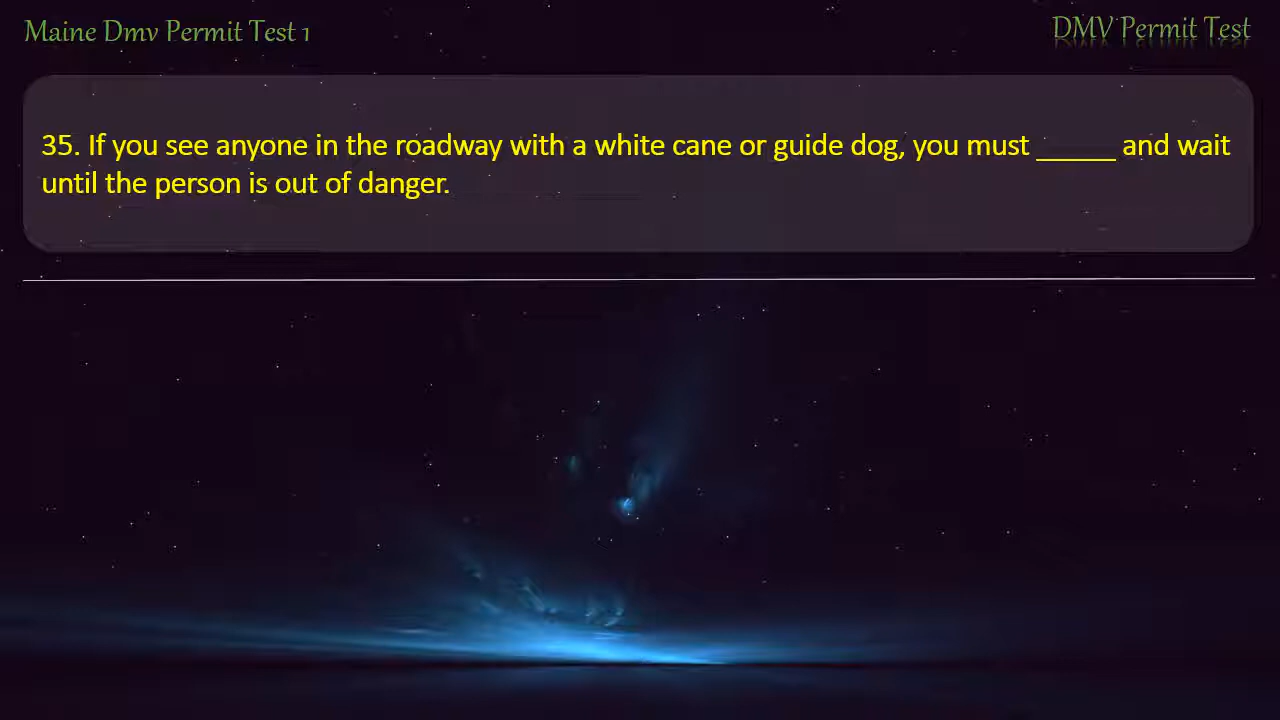 Maine Dmv Permit Test 1
DMV Permit Test
35. If you see anyone in the roadway with a white cane or guide dog, you must _____ and wait
until the person is out of danger.